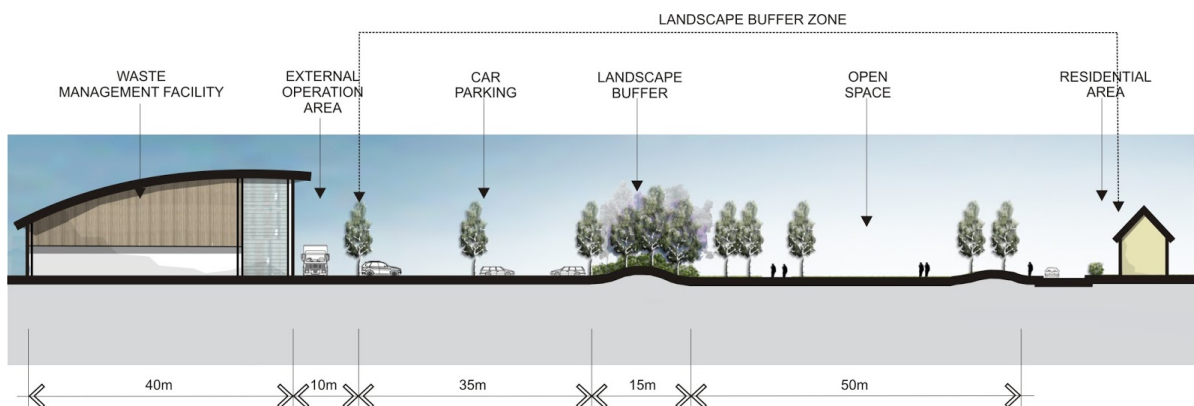 LANDSCAPE BUFFER ZONE
WASTE
MANAGEMENT FACILITY
EXTERNAL
OPERATION
AREA
CAR
PARKING
LANDSCAPE
BUFFER
OPEN
SPACE
RESIDENTIAL
AREA
40m
10m
35m
15m
50m